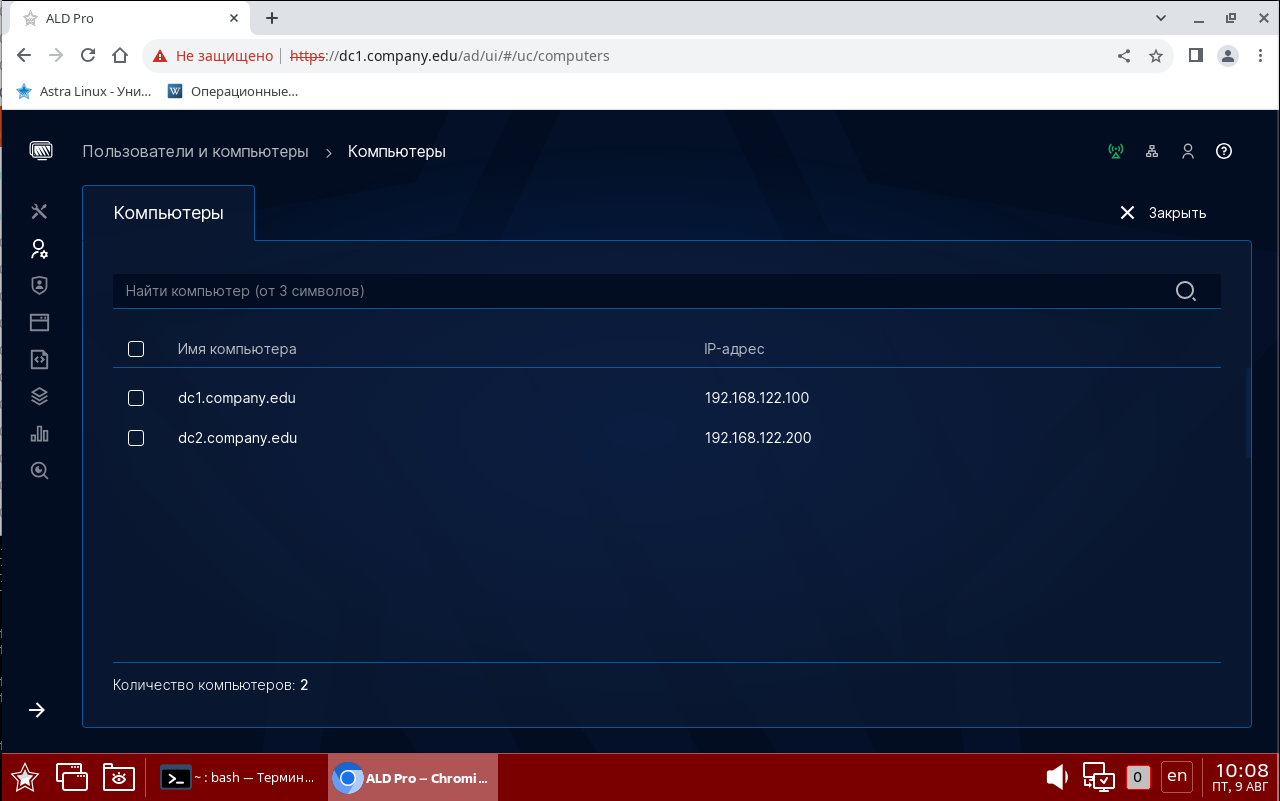 ALD Pro
Не защищено https://dc1.company.edu/ad/ui/#/uc/computers
Astra Linux - Уни... Операционные...
Пользователи и компьютеры > Компьютеры
Компьютеры
Закрыть
Найти компьютер (от 3 символов)
Имя компьютера IP-адрес
dc1.company.edu 192.168.122.100
dc2.company.edu 192.168.122.200
Количество компьютеров: 2
~ : bash — Термин... ALD Pro – Chromi... 0 en 10:08
ПТ, 9 АВГ